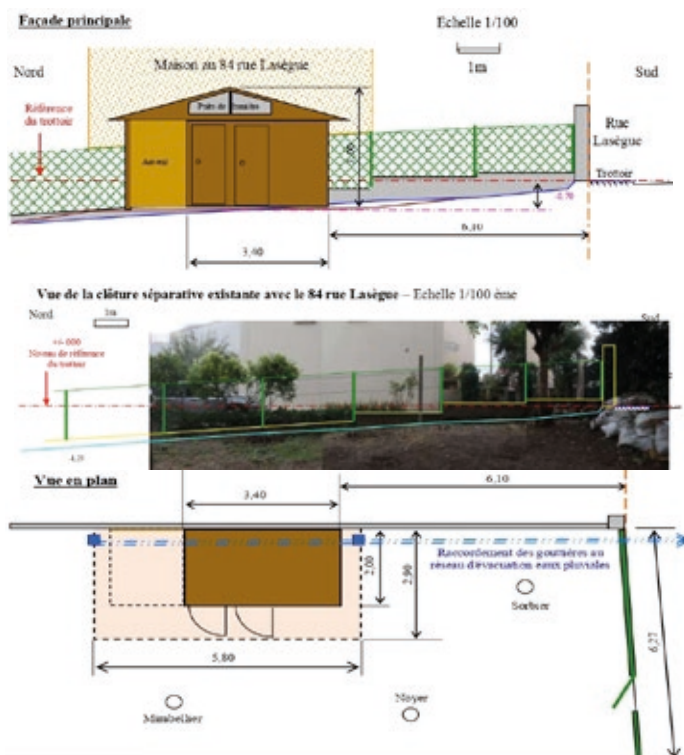 Façade principale
Echelle 1/100
1m
Nord
Maison au 84 rue Lasègue
Sud
Référence
du trottoir
Rue
Lasègue
Trottoir
3,40
6,10
Vue de la clôture séparative existante avec le 84 rue Lasègue – Echelle 1/100 ème
Nord
1m
Sud
+/- 000
Niveau de référence
du trottoir
Vue en plan
3,40
6,10
2,00
2,90
Raccordement des gouttières au
réseau d'évacuation eaux pluviales
Sorbier
6,27
5,80
Noyer